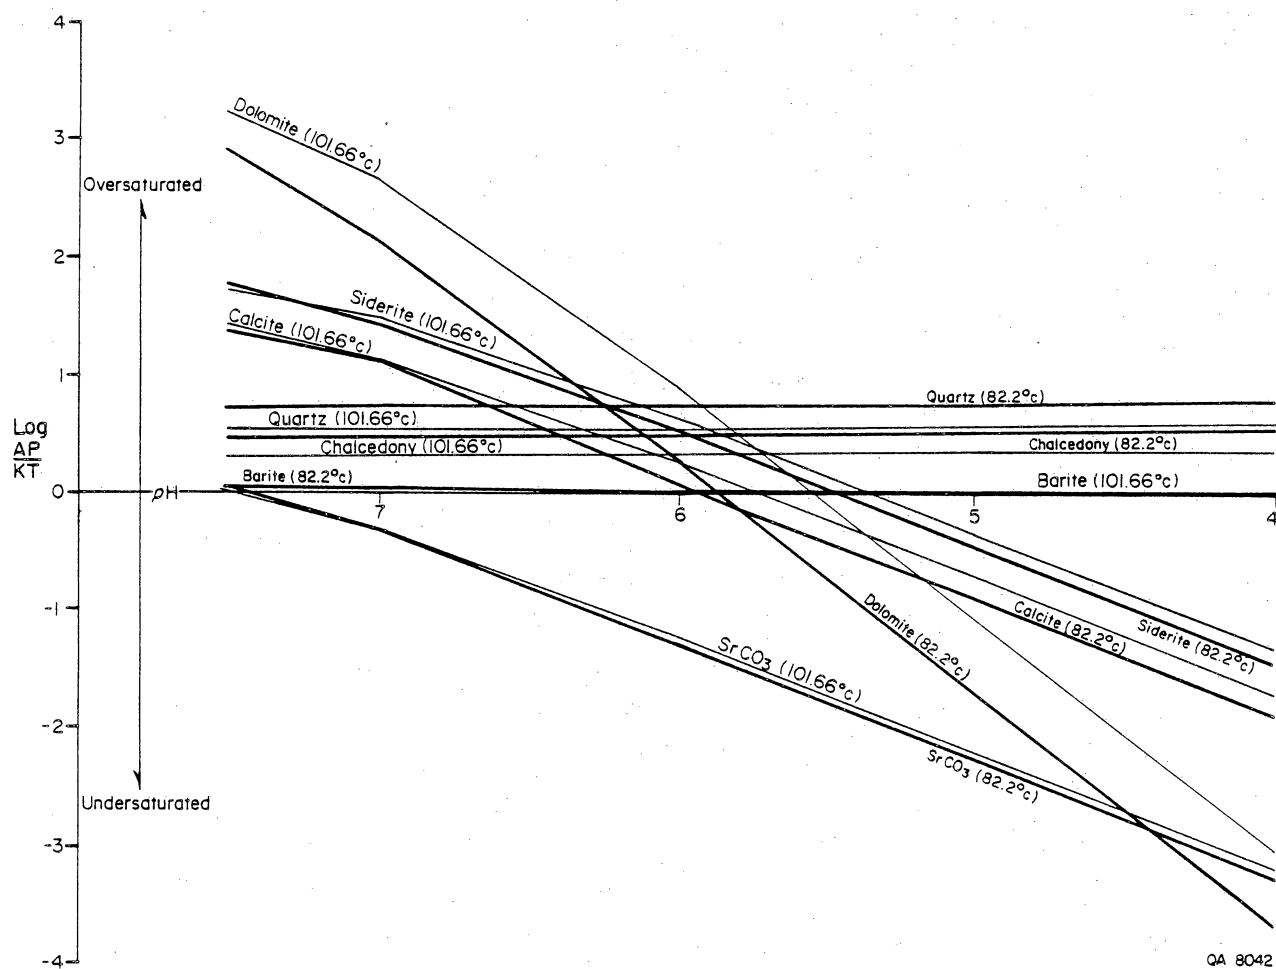 4
3
2
1
0
-1
-2
-3
-4
Log
AP
KT
Oversaturated
Undersaturated
pH
7
6
5
4
Dolomite (101.66°c)
Siderite (101.66°c)
Calcite (101.66°c)
Quartz (82.2°c)
Quartz (101.66°c)
Chalcedony (101.66°c)
Chalcedony (82.2°c)
Barite (82.2°c)
Barite (101.66°c)
Dolomite (82.2°c)
Calcite (82.2°c)
Siderite (82.2°c)
SrCO3 (101.66°c)
SrCO3 (82.2°c)
QA 8042